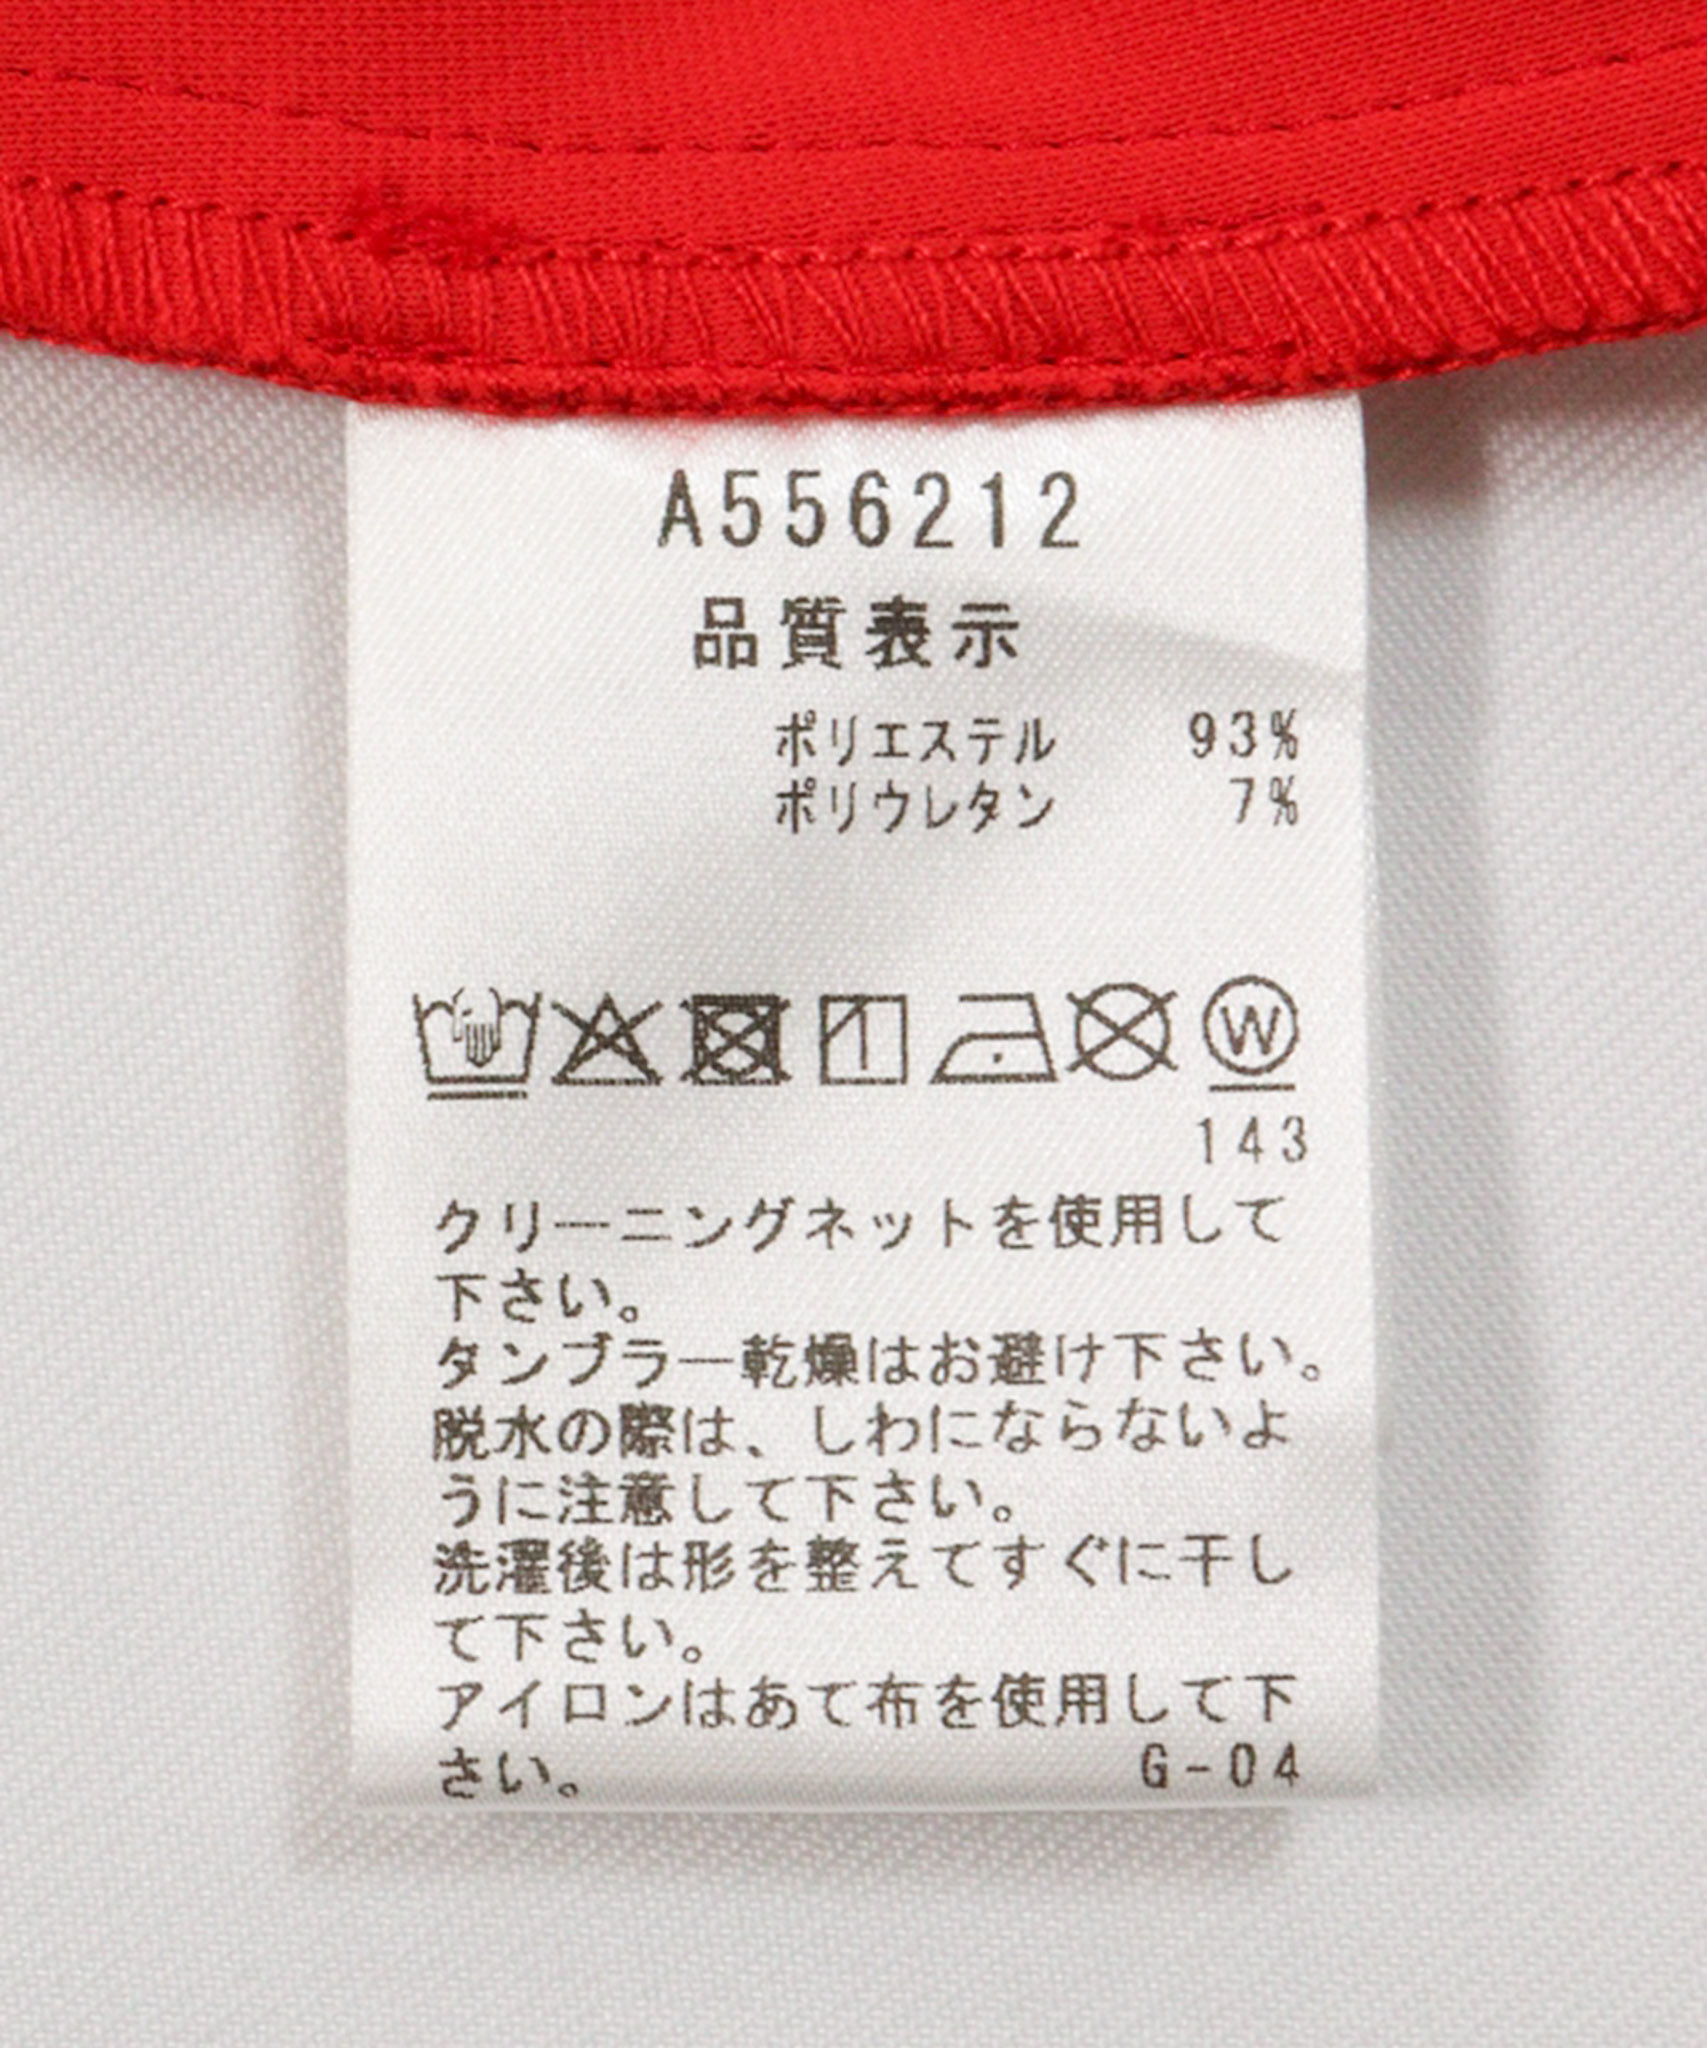 A556212
品質表示
ポリエステル 93%
ポリウレタン 7%
W
143
クリーニングネットを使用して
下さい。
タンブラー乾燥はお避け下さい。
脱水の際は、しわにならないよ
うに注意して下さい。
洗濯後は形を整えてすぐに干し
て下さい。
アイロンはあて布を使用して下
さい。 G-04